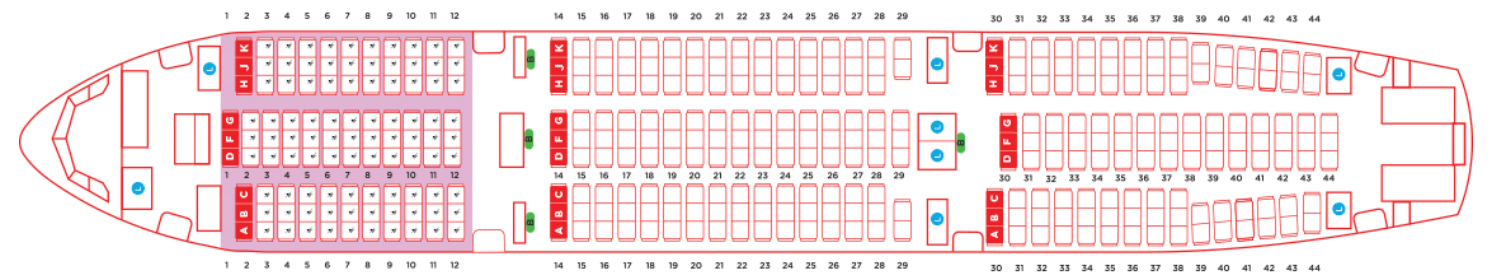 1 2 3 4 5 6 7 8 9 10 11 12 14 15 16 17 18 19 20 21 22 23 24 25 26 27 28 29 30 31 32 33 34 35 36 37 38 39 40 41 42 43 44
K K K
J J J
H H H
L B L L
G G G
F F F
D D D
B L L B
1 2 3 4 5 6 7 8 9 10 11 12 14 15 16 17 18 19 20 21 22 23 24 25 26 27 28 29 30 31 32 33 34 35 36 37 38 39 40 41 42 43 44
C C C
B B B
A A A
L B L L
1 2 3 4 5 6 7 8 9 10 11 12 14 15 16 17 18 19 20 21 22 23 24 25 26 27 28 29 30 31 32 33 34 35 36 37 38 39 40 41 42 43 44